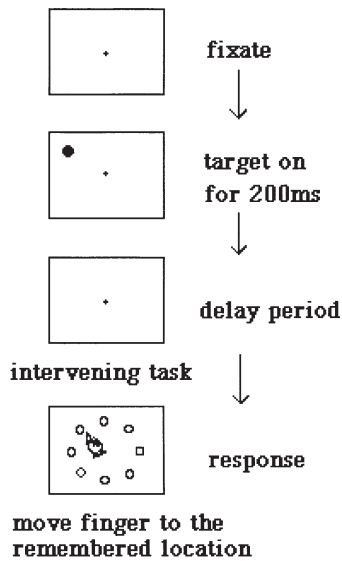 fixate
target on
for 200ms
delay period
intervening task
response
move finger to the
remembered location